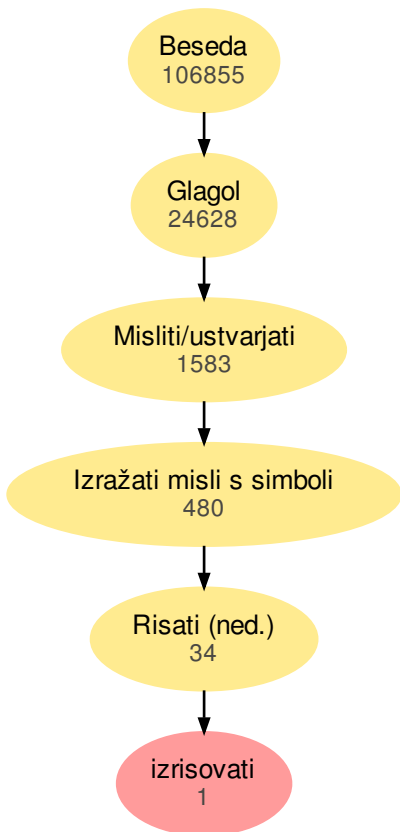 Beseda
106855
Glagol
24628
Misliti/ustvarjati
1583
Izražati misli s simboli
480
Risati (ned.)
34
izrisovati
1